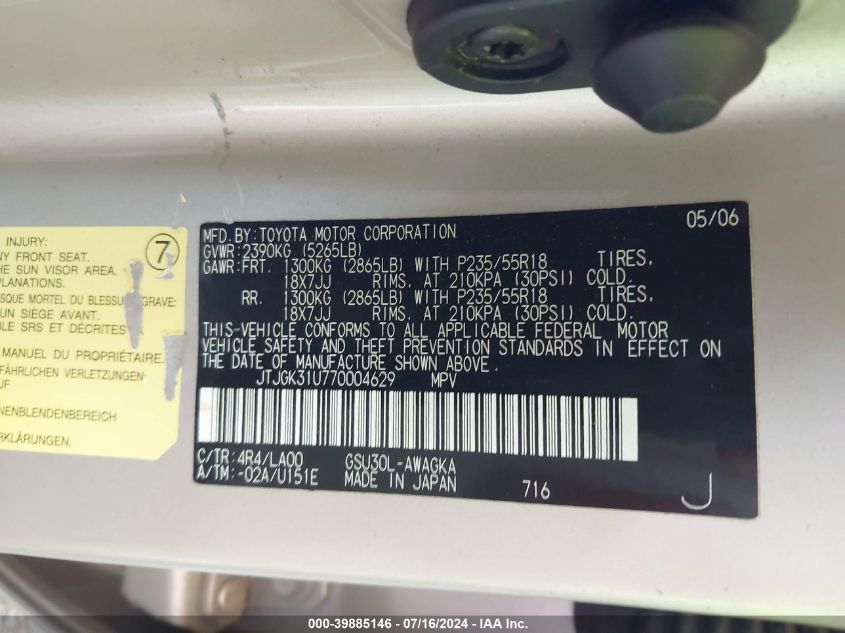 INJURY:
NY FRONT SEAT.
HE SUN VISOR AREA.
PLANATIONS.
7
SQUE MORTEL OU BLESSU GRAVE:
UN SIÈGE AVANT.
ULE SRS ET DÉCRITES
MANUEL DU PROPRIÉTAIRE.
FÄHRLICHEN VERLETZUNGEN
UF
NENBLENDENBEREICH
RKLÄRUNGEN.
MFD.BY:TOYOTA MOTOR CORPORATION 05/06
GVWR:2390KG (5265LB)
GAWR:FRT. 1300KG (2865LB) WITH P235/55R18 TIRES,
18X7JJ RIMS, AT 210KPA (30PSI) COLD.
RR. 1300KG (2865LB) WITH P235/55R18 TIRES,
18X7JJ RIMS, AT 210KPA (30PSI) COLD.
THIS-VEHICLE CONFORMS TO ALL APPLICABLE FEDERAL MOTOR
VEHICLE SAFETY AND THEFT PREVENTION STANDARDS IN EFFECT ON
THE DATE OF MANUFACTURE SHOWN ABOVE.
JTJGK31U770004629 MPV
C/TR:4R4/LA00 GSU30L-AWAGKA
A/TM:-02A/U151E MADE IN JAPAN 716 J
000-39885146 - 07/16/2024 - IAA Inc.